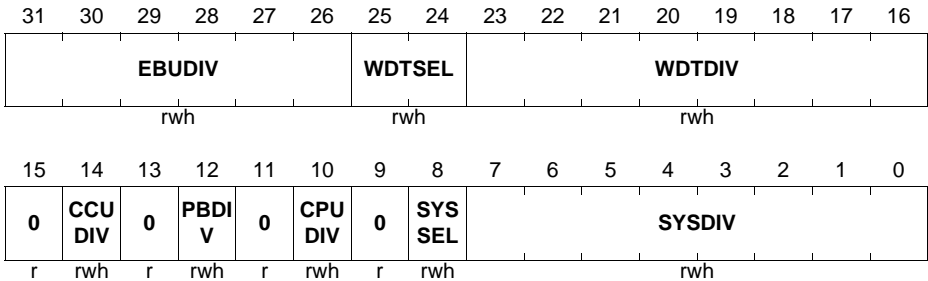 31 30 29 28 27 26 25 24 23 22 21 20 19 18 17 16
EBUDIV WDTSEL WDTDIV
rwh rwh rwh
15 14 13 12 11 10 9 8 7 6 5 4 3 2 1 0
0 CCU DIV 0 PBDI V 0 CPU DIV 0 SYS SEL SYSDIV
r rwh r rwh r rwh r rwh rwh